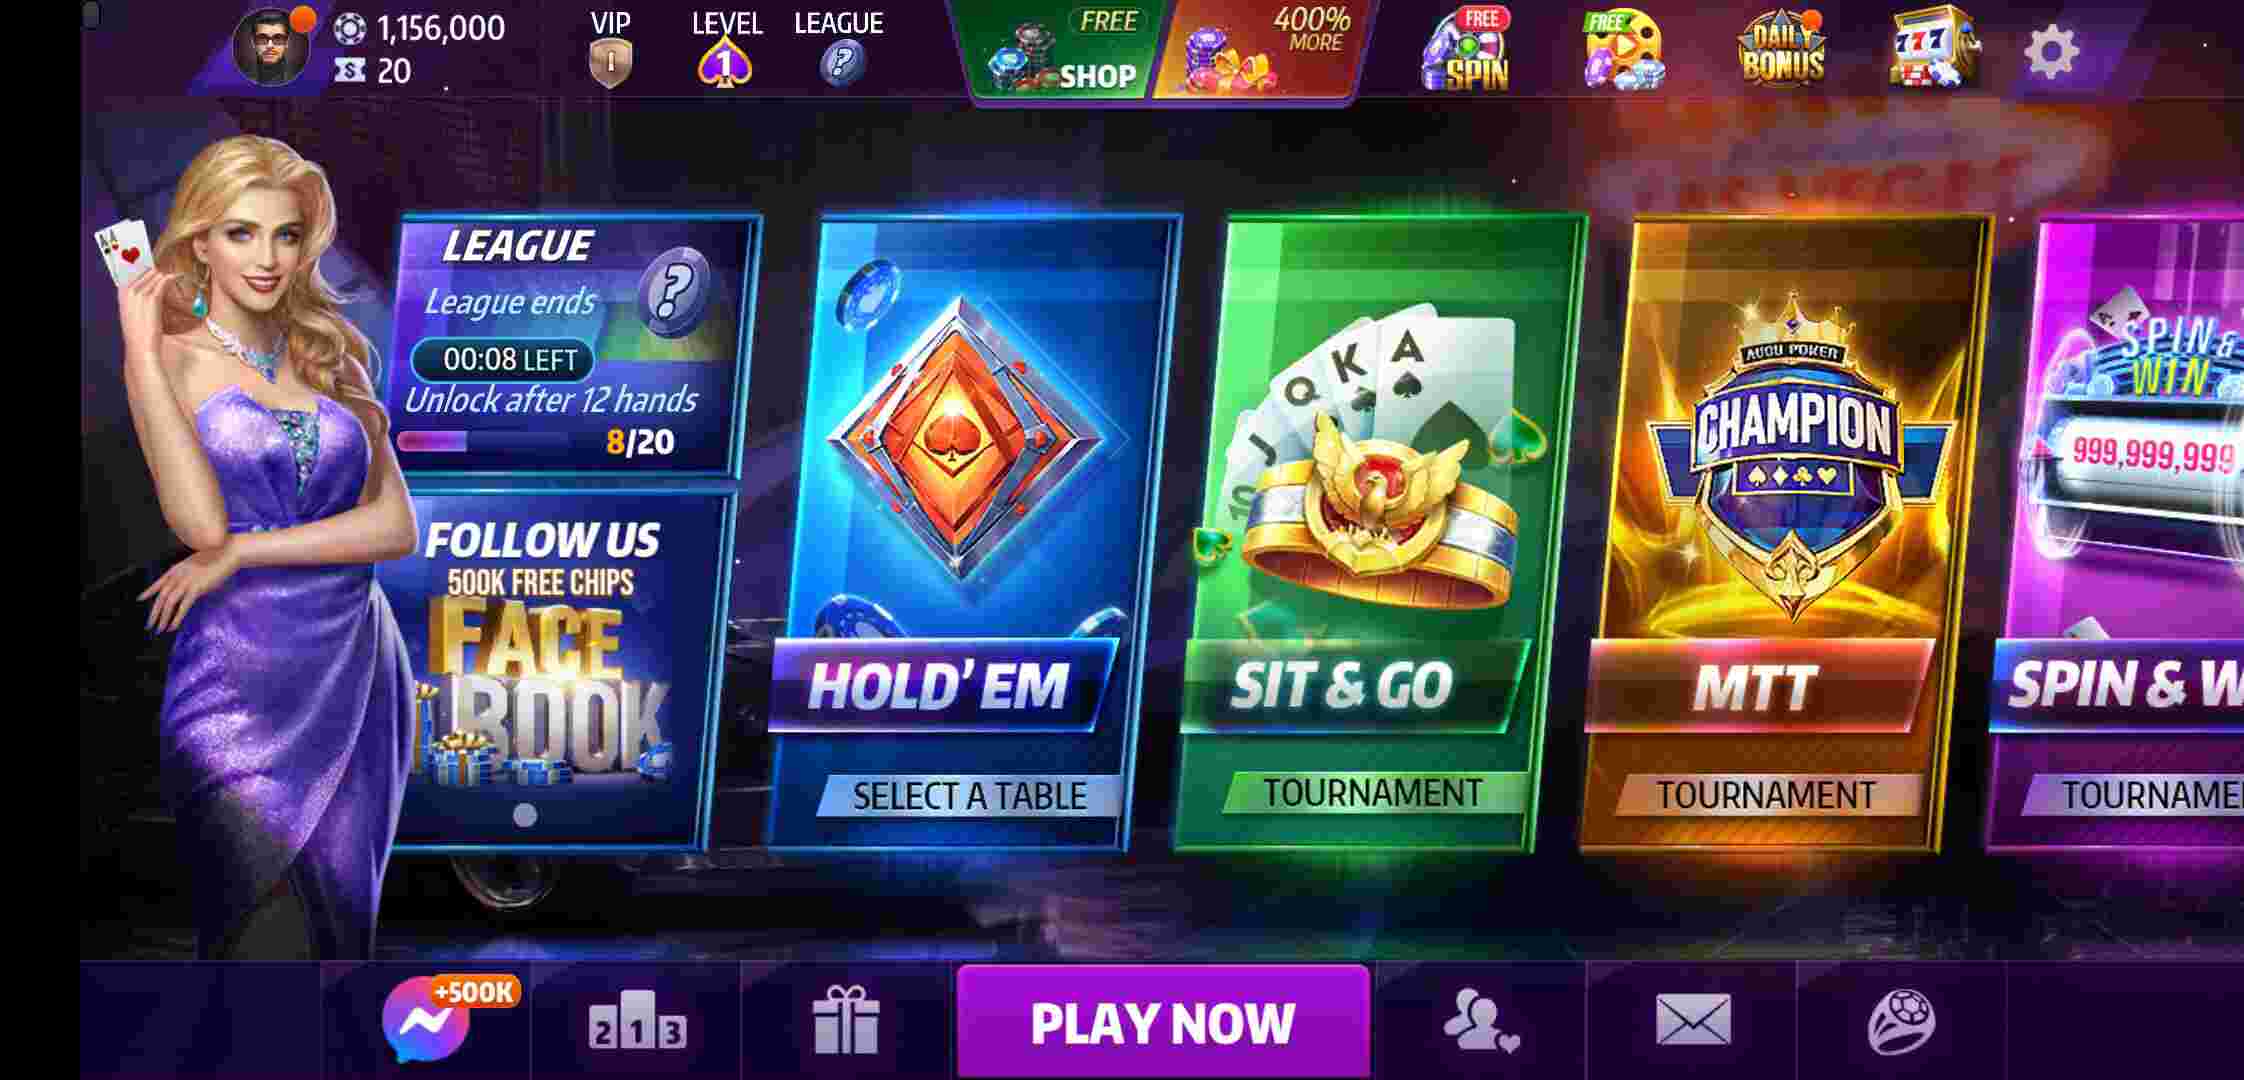 1,156,000
20
VIP
1
LEVEL
1
LEAGUE
?
FREE
SHOP
400%
MORE
FREE
SPIN
FREE
DAILY
BONUS
777
LEAGUE
League ends
00:08 LEFT
Unlock after 12 hands
8/20
?
FOLLOW US
500K FREE CHIPS
FACE
BOOK
HOLD'EM
SELECT A TABLE
10 J Q K A
SIT & GO
TOURNAMENT
CHAMPION
MTT
TOURNAMENT
SPIN &
WIN
999,999,999
SPIN & W
TOURNAME
+500K
2 1 3
PLAY NOW